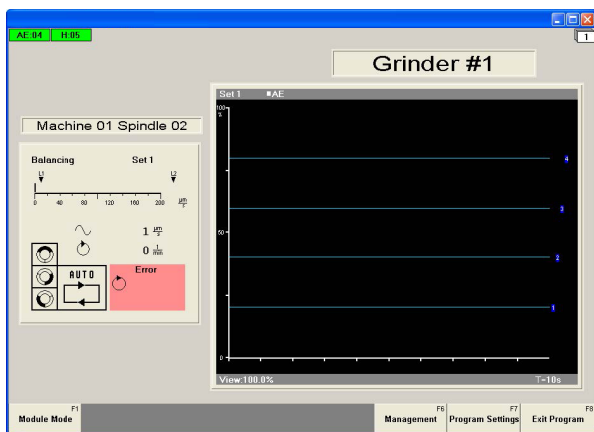 AE:04 H:05
1
Grinder #1
Set 1 ■AE
100
%
Machine 01 Spindle 02
4
Balancing Set 1
L1 L2
3
0 40 80 120 160 200 µm/s
50
1 µm/s
2
0 1/min
AUTO
Error
1
0
View:100.0% T=10s
F1 F6 F7 F8
Module Mode Management Program Settings Exit Program